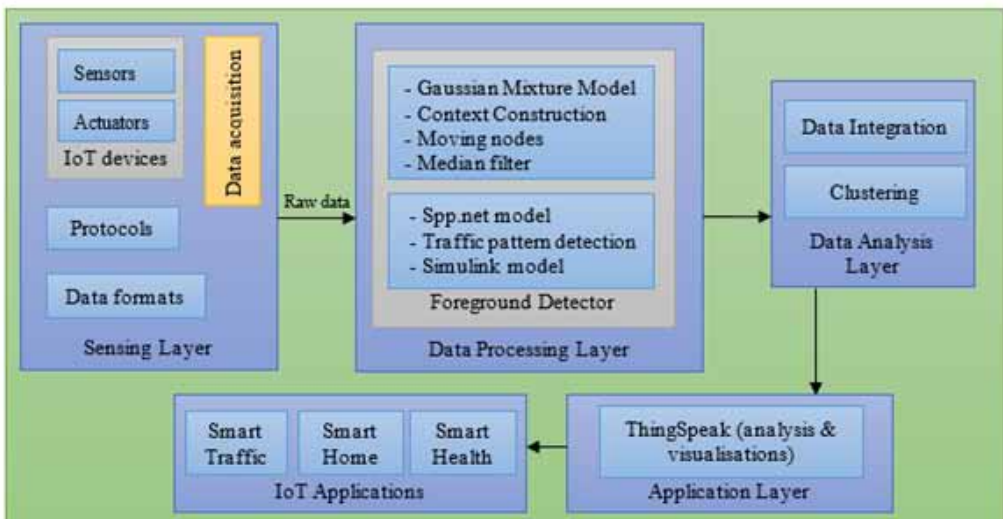 Sensors
Actuators
IoT devices
Data acquisition
Protocols
Data formats
Sensing Layer
Raw data
- Gaussian Mixture Model
- Context Construction
- Moving nodes
- Median filter
- Spp.net model
- Traffic pattern detection
- Simulink model
Foreground Detector
Data Processing Layer
Data Integration
Clustering
Data Analysis
Layer
Smart
Traffic
Smart
Home
Smart
Health
IoT Applications
ThingSpeak (analysis &
visualisations)
Application Layer